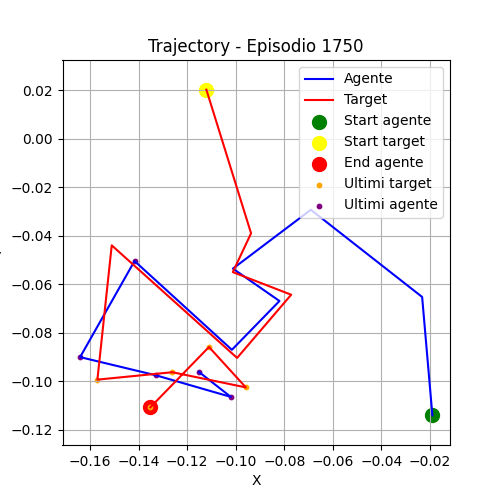 Trajectory - Episodio 1750
Agente
Target
Start agente
Start target
End agente
Ultimi target
Ultimi agente
0.02
0.00
−0.02
−0.04
−0.06
−0.08
−0.10
−0.12
−0.16 −0.14 −0.12 −0.10 −0.08 −0.06 −0.04 −0.02
X